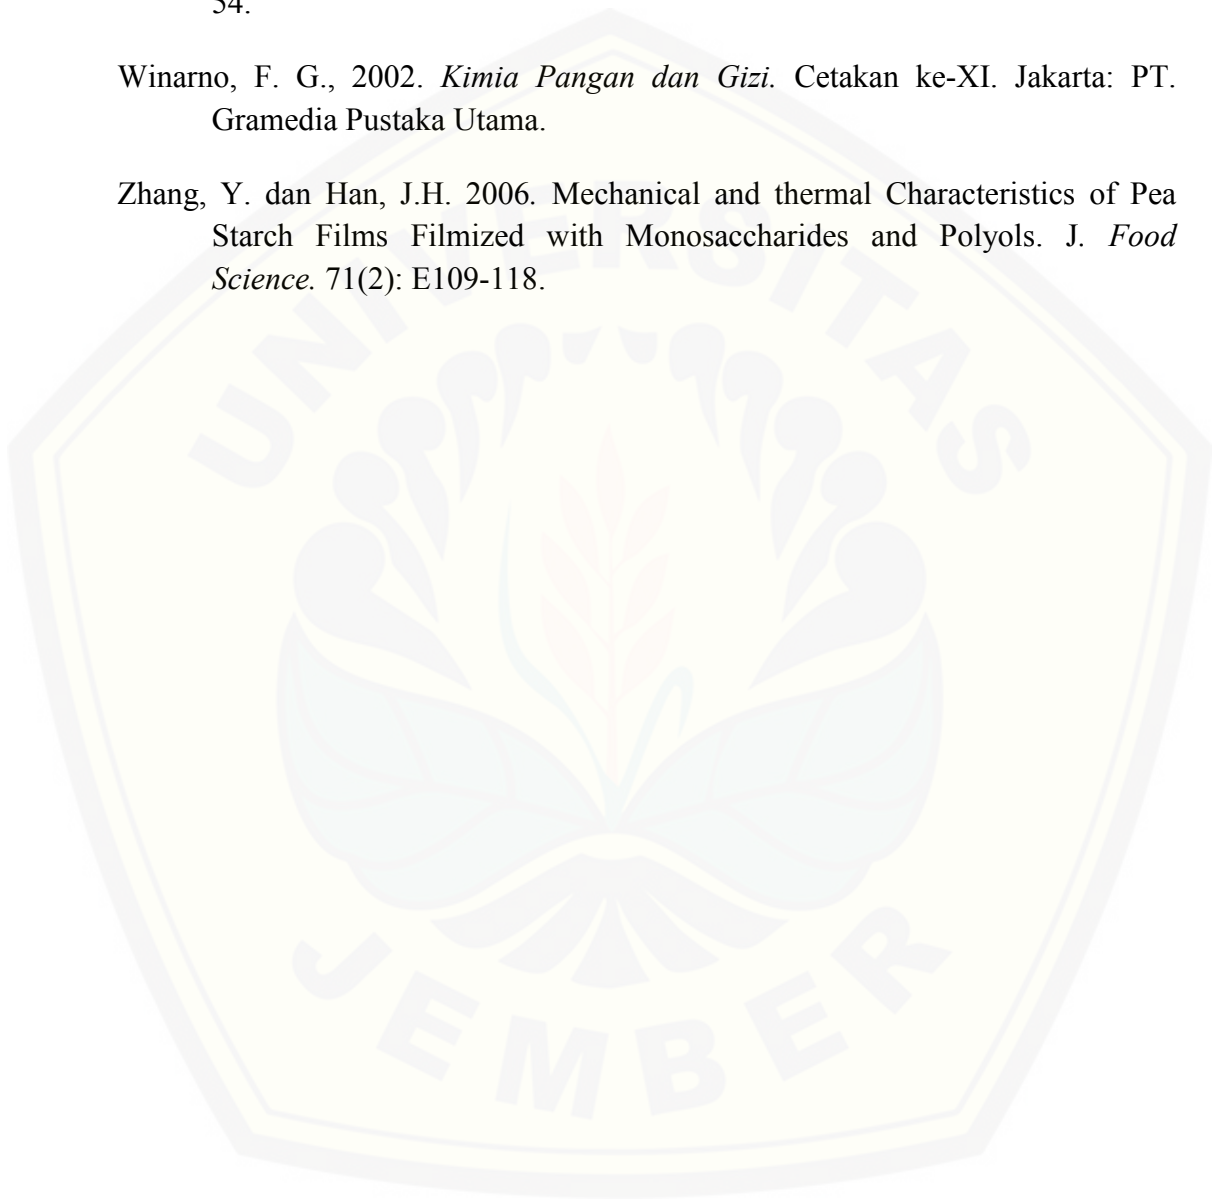 54.
Winarno, F. G., 2002. Kimia Pangan dan Gizi. Cetakan ke-XI. Jakarta: PT.
Gramedia Pustaka Utama.
Zhang, Y. dan Han, J.H. 2006. Mechanical and thermal Characteristics of Pea
Starch Films Filmized with Monosaccharides and Polyols. J. Food
Science. 71(2): E109-118.
UNIVERSITAS
JEMBER